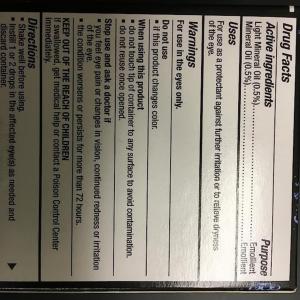 Drug Facts
Active ingredients Purpose
Light Mineral Oil (0.5%)..........Emollient
Mineral Oil (0.5%)..........Emollient
Uses
For use as a protectant against further irritation or to relieve dryness
of the eye.
Warnings
For use in the eyes only.
Do not use
• if this product changes color.
When using this product
• do not touch tip of container to any surface to avoid contamination.
• do not reuse once opened.
Stop use and ask a doctor if
• you feel eye pain or changes in vision, continued redness or irritation
of the eye.
• the condition worsens or persists for more than 72 hours.
KEEP OUT OF THE REACH OF CHILDREN
If swallowed, get medical help or contact a Poison Control Center
immediately.
Directions
• Shake well before using.
• Instill 1 or 2 drops in the affected eye(s) as needed and